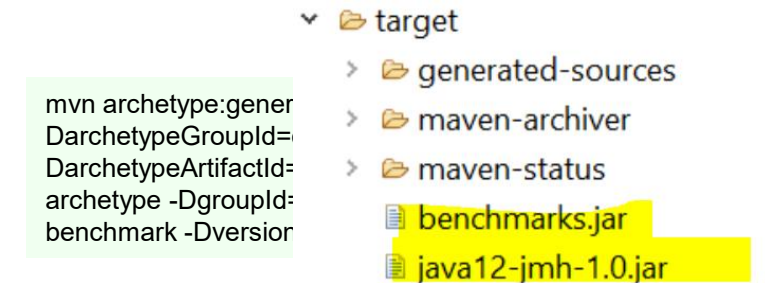 mvn archetype:gener
DarchetypeGroupId=
DarchetypeArtifactId=
archetype -DgroupId=
benchmark -Dversion
target
generated-sources
maven-archiver
maven-status
benchmarks.jar
java12-jmh-1.0.jar